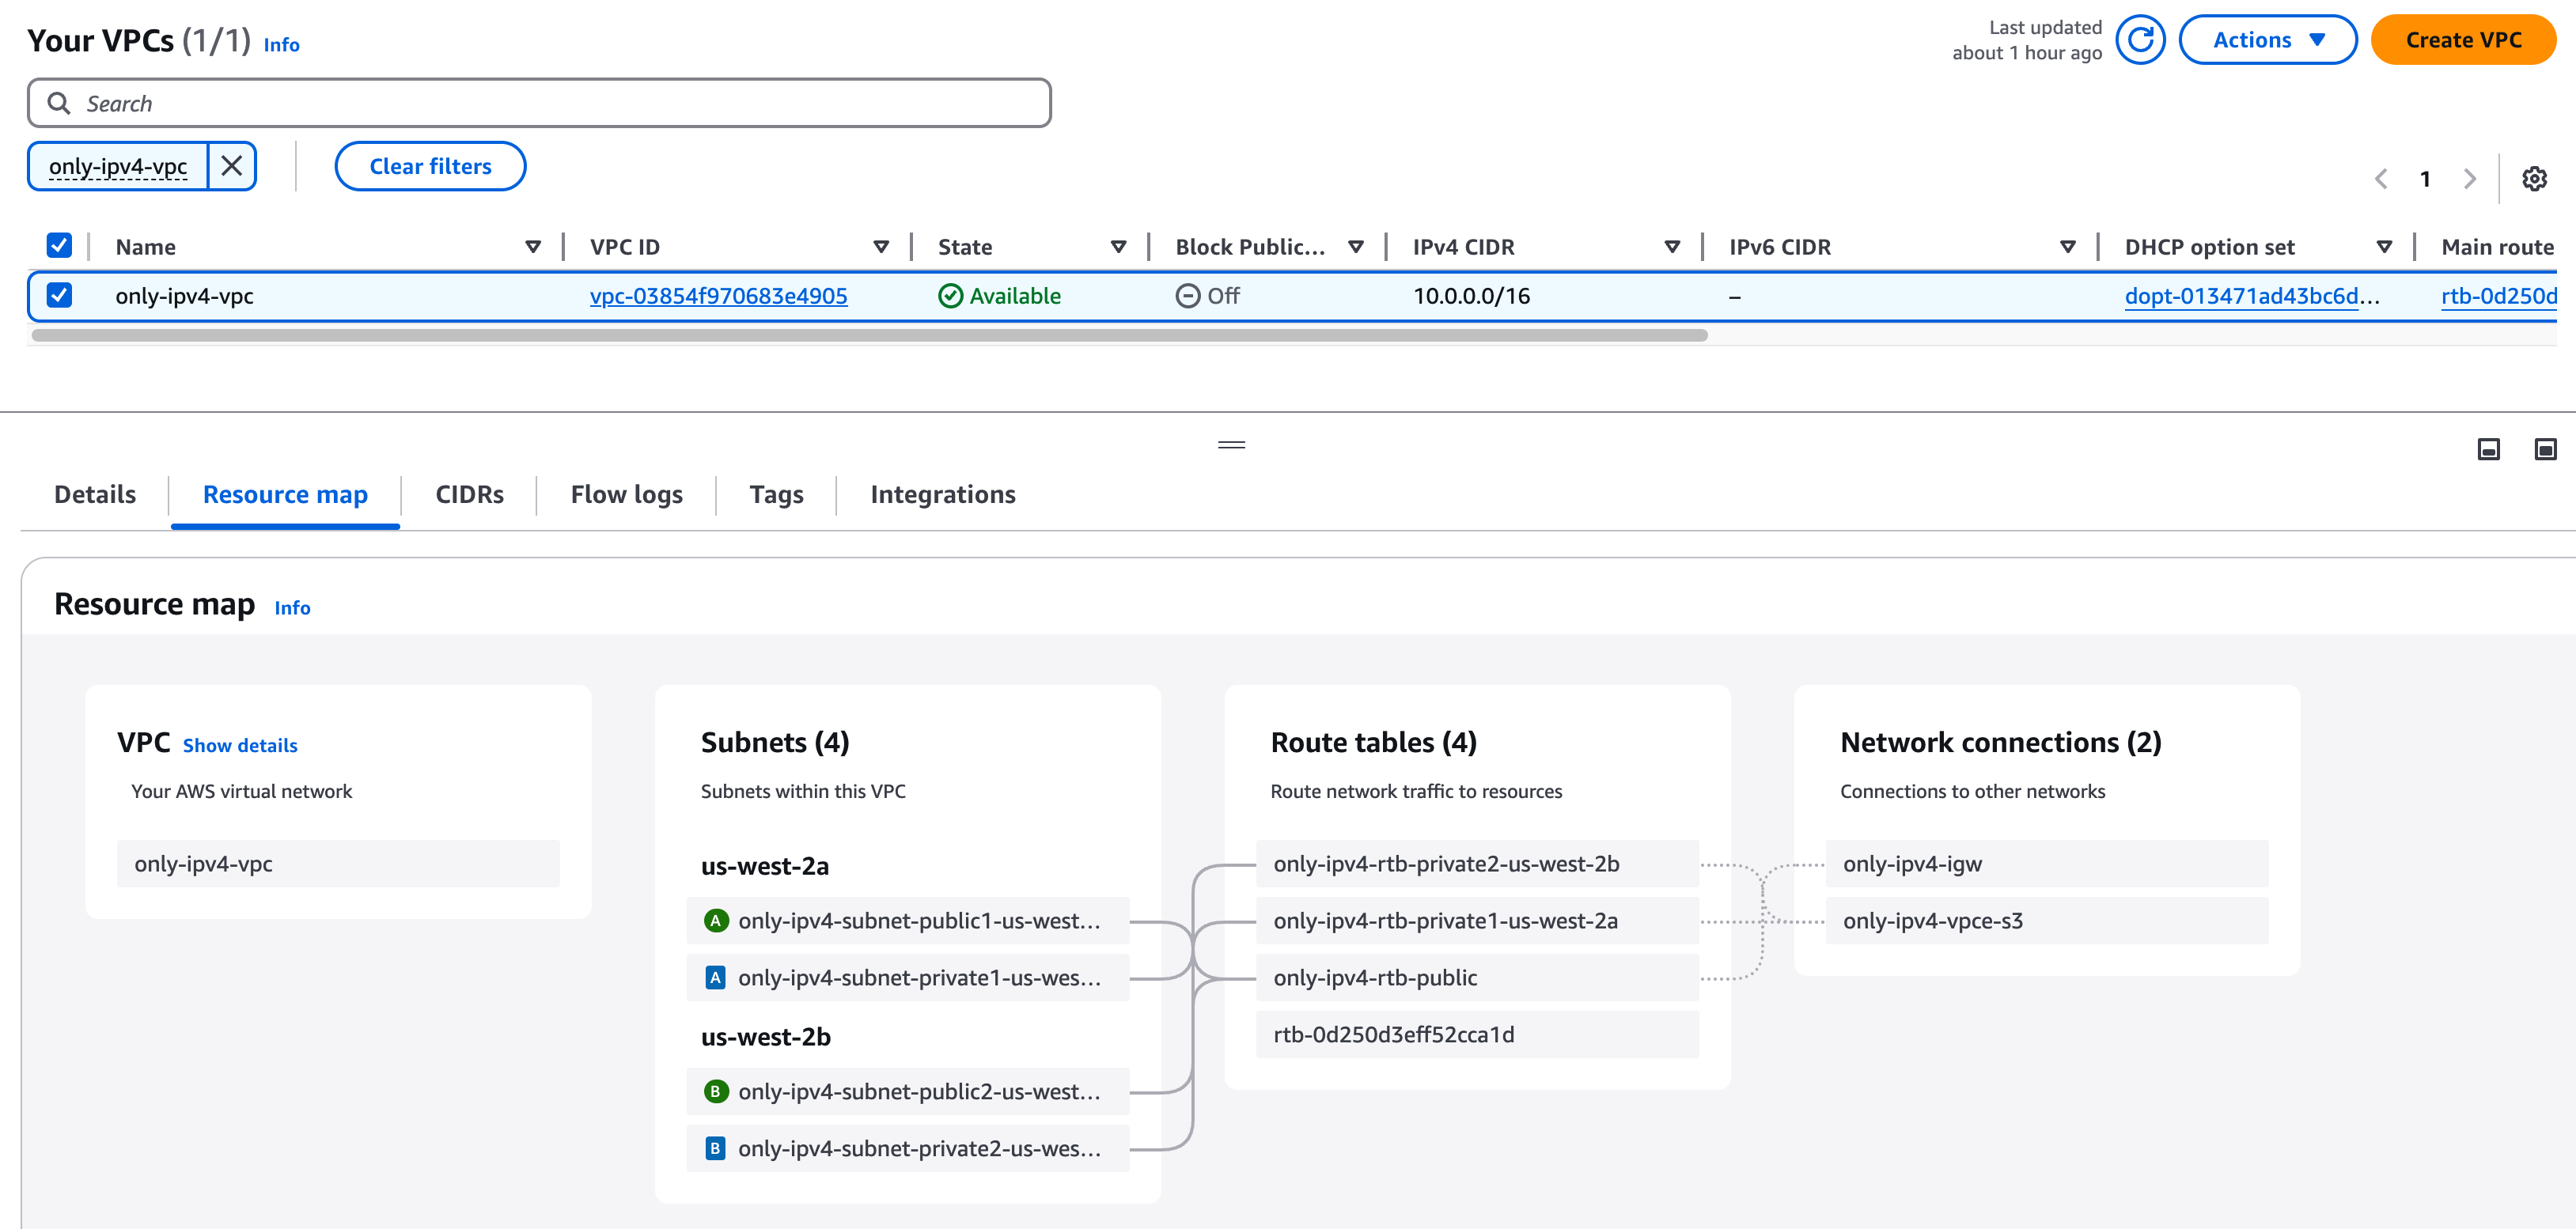 Your VPCs (1/1) Info
Last updated
about 1 hour ago
Actions
Create VPC
Search
only-ipv4-vpc
Clear filters
1
Name VPC ID State Block Public... IPv4 CIDR IPv6 CIDR DHCP option set Main route
only-ipv4-vpc vpc-03854f970683e4905 Available Off 10.0.0.0/16 – dopt-013471ad43bc6d... rtb-0d250d
Details Resource map CIDRs Flow logs Tags Integrations
Resource map Info
VPC Show details
Your AWS virtual network
only-ipv4-vpc
Subnets (4)
Subnets within this VPC
us-west-2a
A only-ipv4-subnet-public1-us-west...
A only-ipv4-subnet-private1-us-wes...
us-west-2b
B only-ipv4-subnet-public2-us-west...
B only-ipv4-subnet-private2-us-wes...
Route tables (4)
Route network traffic to resources
only-ipv4-rtb-private2-us-west-2b
only-ipv4-rtb-private1-us-west-2a
only-ipv4-rtb-public
rtb-0d250d3eff52cca1d
Network connections (2)
Connections to other networks
only-ipv4-igw
only-ipv4-vpce-s3